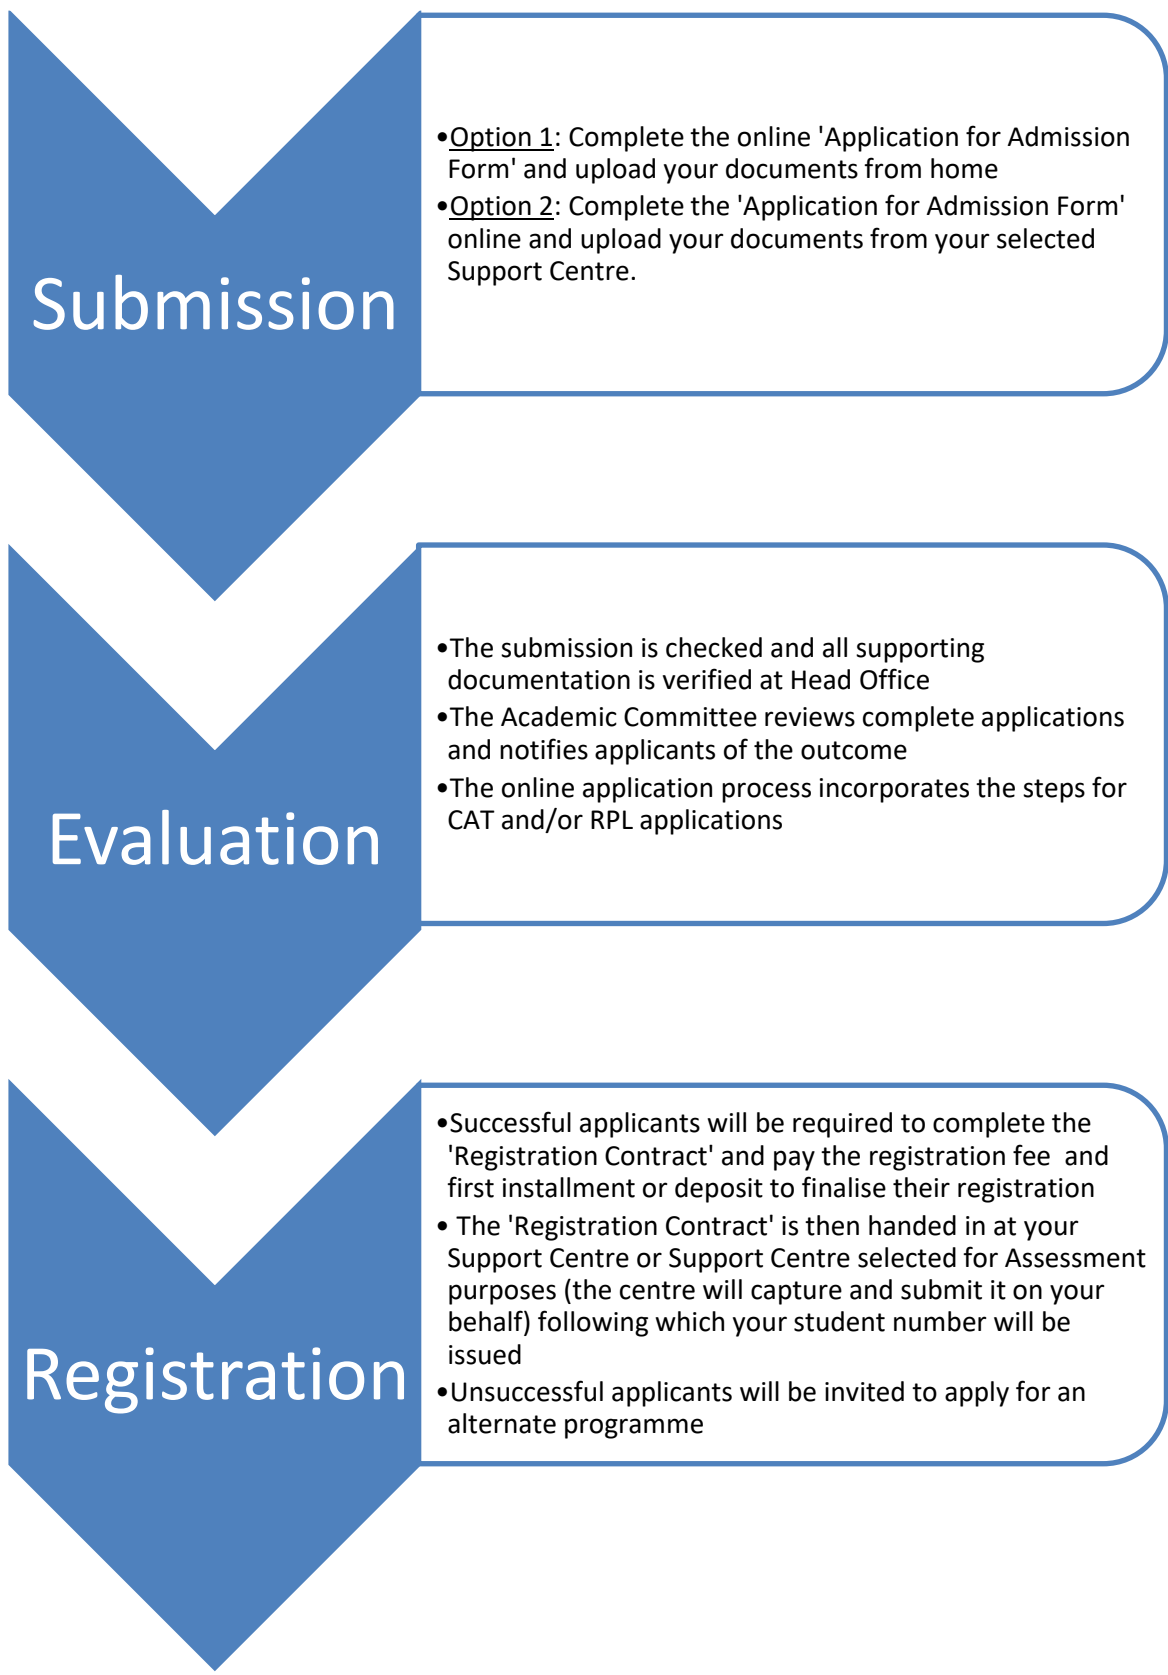 Submission
•Option 1: Complete the online 'Application for Admission
Form' and upload your documents from home
•Option 2: Complete the 'Application for Admission Form'
online and upload your documents from your selected
Support Centre.
Evaluation
•The submission is checked and all supporting
documentation is verified at Head Office
•The Academic Committee reviews complete applications
and notifies applicants of the outcome
•The online application process incorporates the steps for
CAT and/or RPL applications
Registration
•Successful applicants will be required to complete the
'Registration Contract' and pay the registration fee  and
first installment or deposit to finalise their registration
• The 'Registration Contract' is then handed in at your
Support Centre or Support Centre selected for Assessment
purposes (the centre will capture and submit it on your
behalf) following which your student number will be
issued
•Unsuccessful applicants will be invited to apply for an
alternate programme